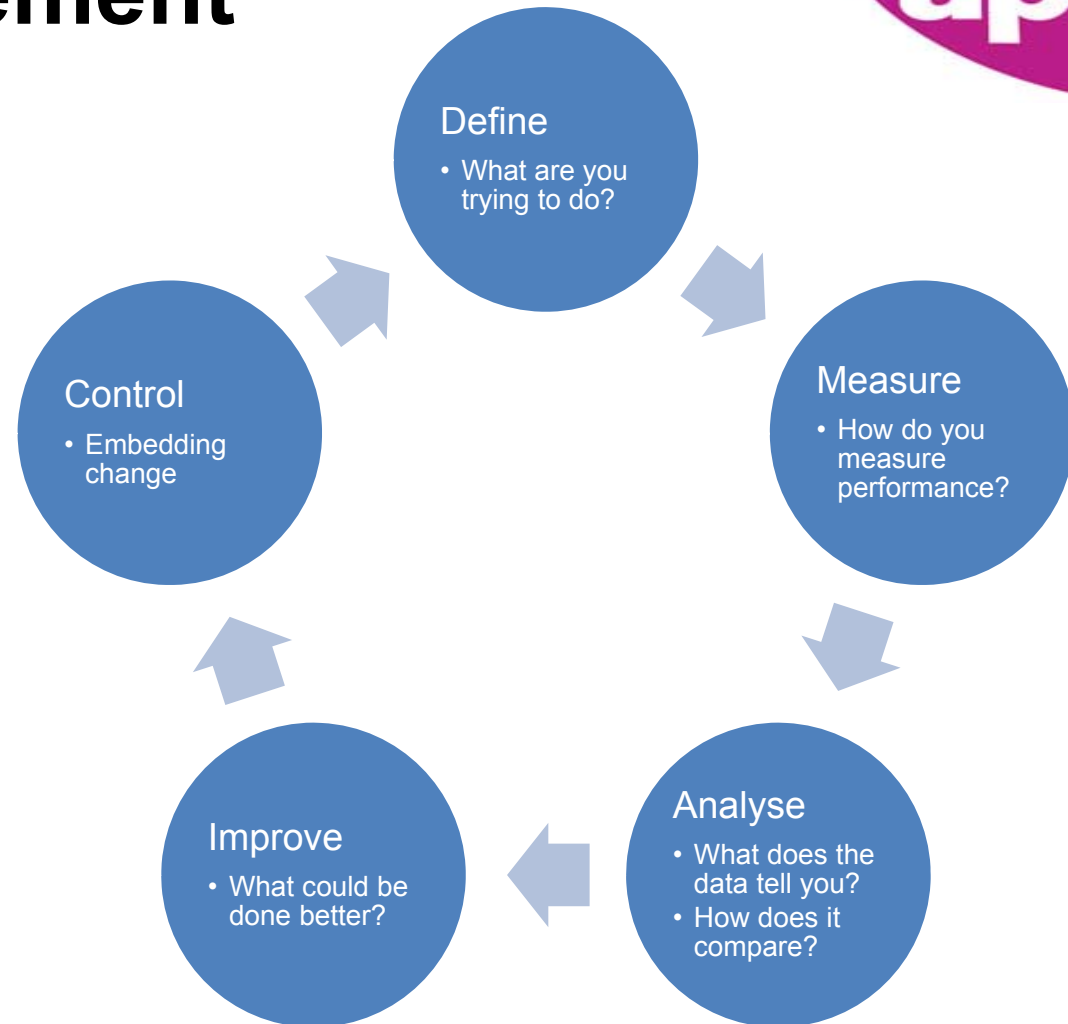 Define
• What are you
trying to do?
Measure
• How do you
measure
performance?
Analyse
• What does the
data tell you?
• How does it
compare?
Improve
• What could be
done better?
Control
• Embedding
change